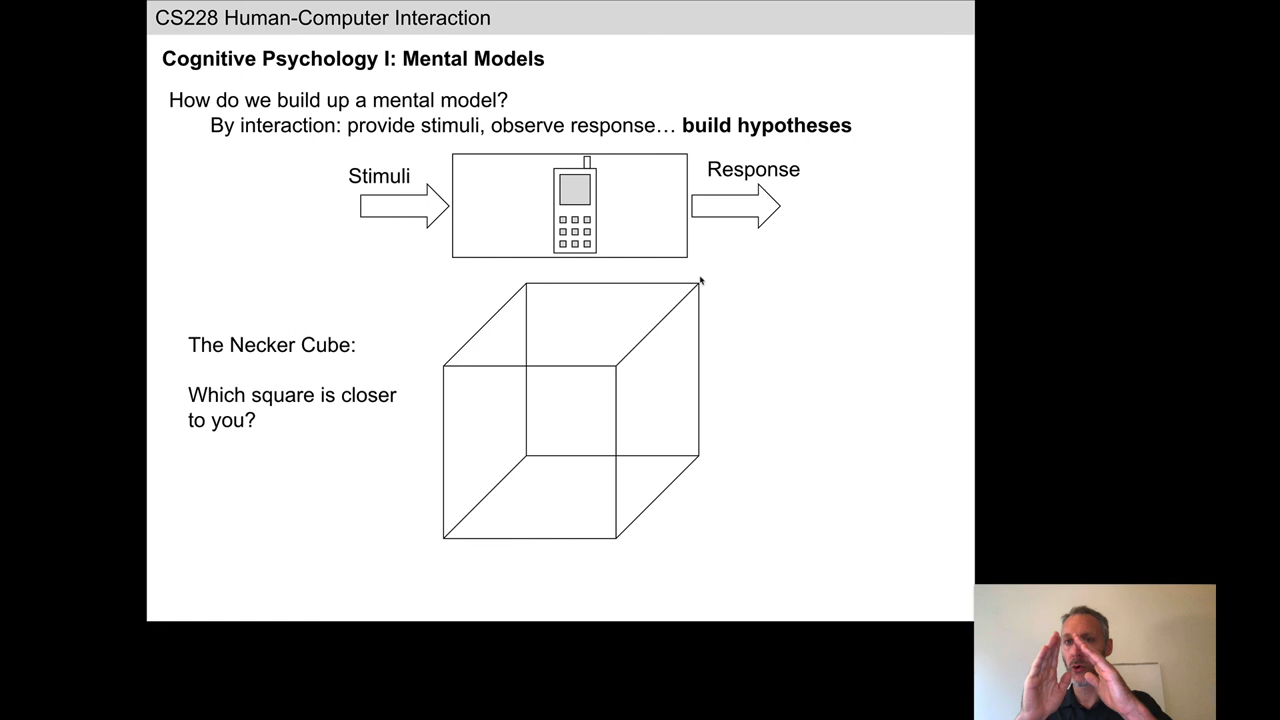 CS228 Human-Computer Interaction
Cognitive Psychology I: Mental Models
How do we build up a mental model?
By interaction: provide stimuli, observe response… build hypotheses
Stimuli
Response
The Necker Cube:
Which square is closer
to you?